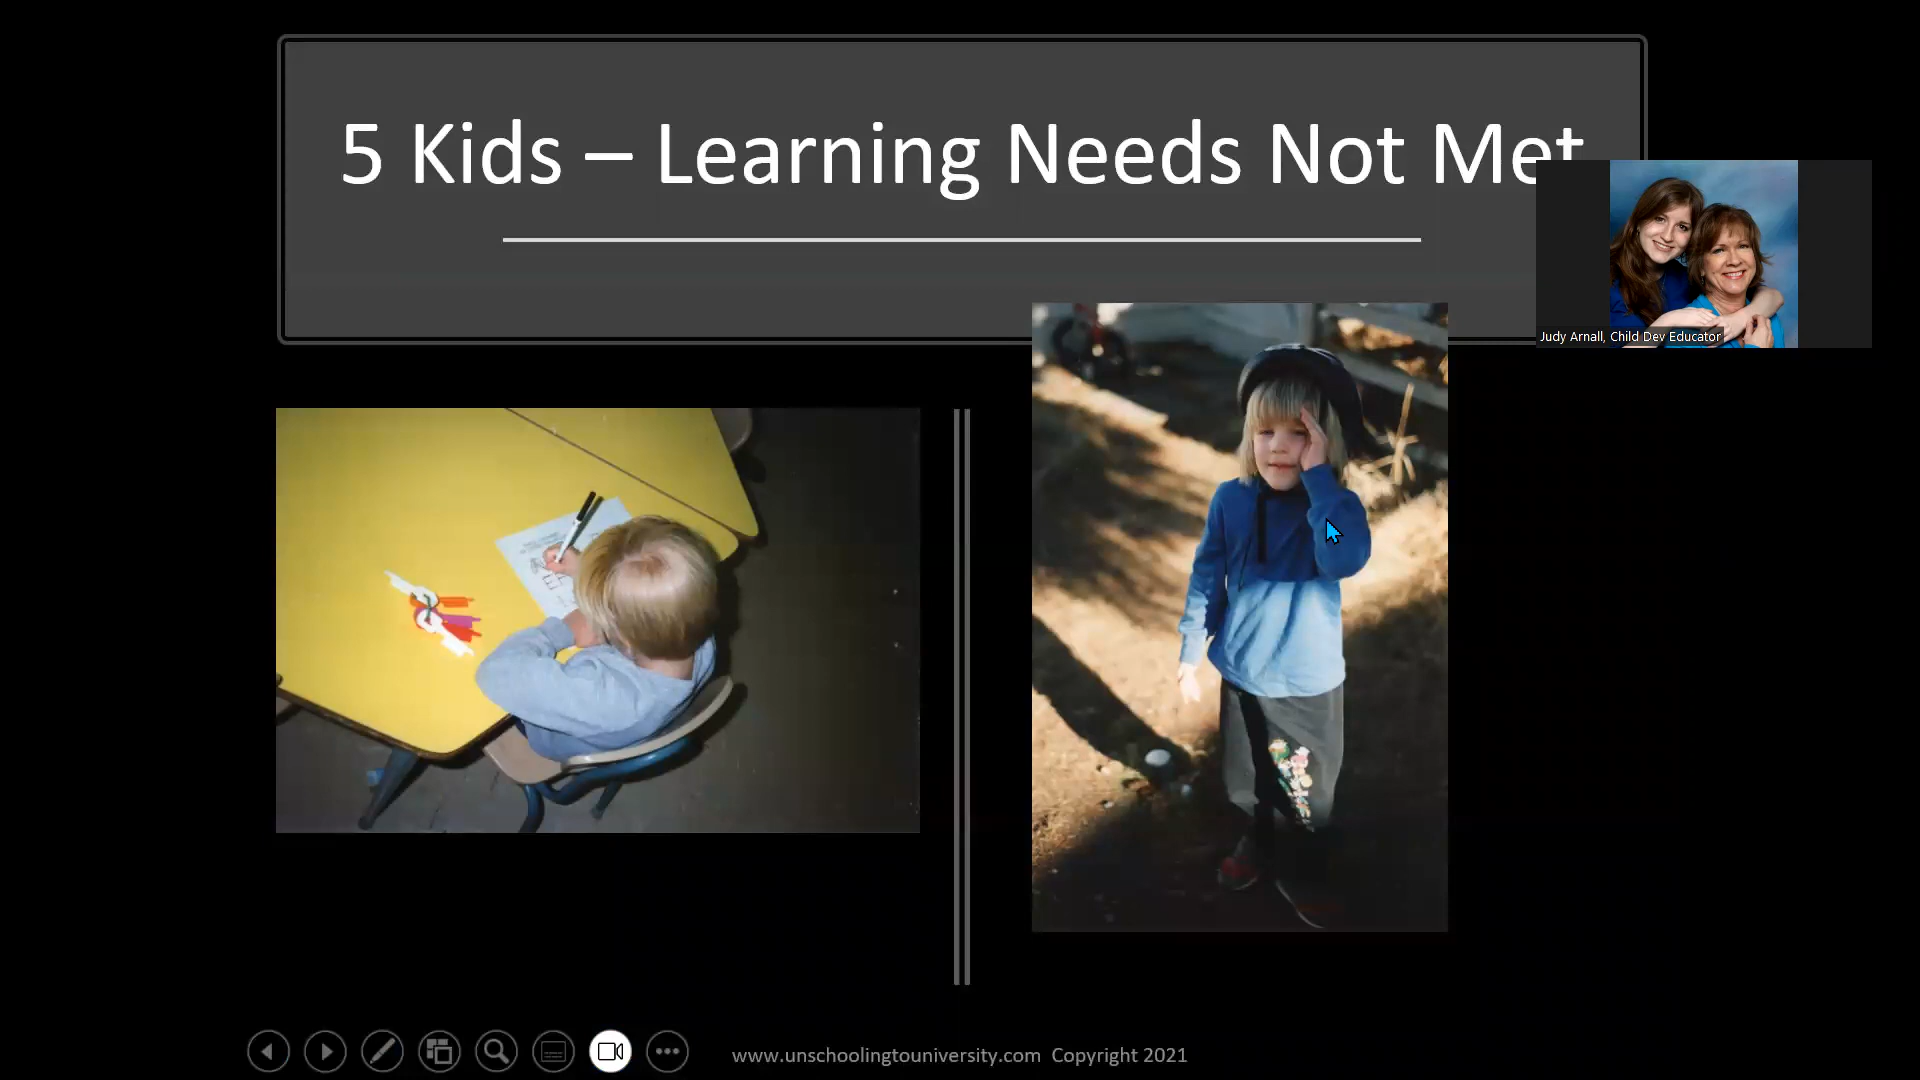 5 Kids – Learning Needs Not Met
Judy Arnall, Child Dev Educator
www.unschoolingtouniversity.com Copyright 2021